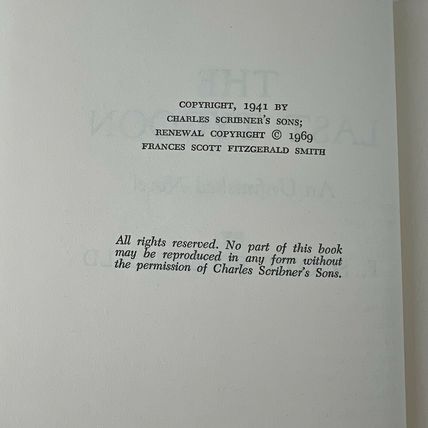 COPYRIGHT, 1941 BY
CHARLES SCRIBNER'S SONS;
RENEWAL COPYRIGHT © 1969
FRANCES SCOTT FITZGERALD SMITH
All rights reserved. No part of this book
may be reproduced in any form without
the permission of Charles Scribner's Sons.